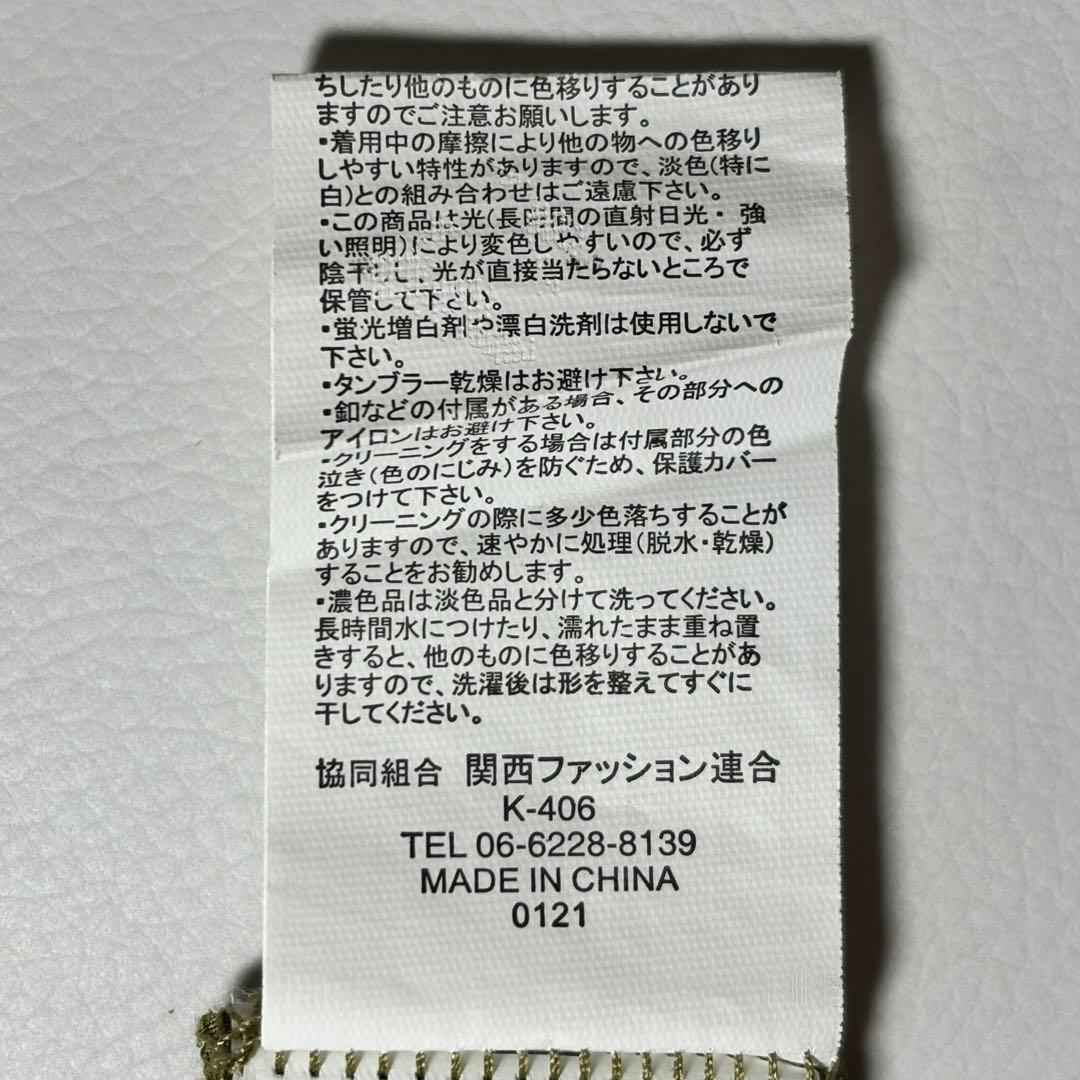 ちしたり他のものに色移りすることがあり
ますのでご注意お願いします。
▪着用中の摩擦により他の物への色移り
しやすい特性がありますので、淡色(特に
白)との組み合わせはご遠慮下さい。
▪この商品は光(長時間の直射日光・ 強
い照明)により変色しやすいので、必ず
陰干し、光が直接当たらないところで
保管して下さい。
▪蛍光増白剤や漂白洗剤は使用しないで
下さい。
▪タンブラー乾燥はお避け下さい。
▪釦などの付属がある場合、その部分への
アイロンはお避け下さい。
▪クリーニングをする場合は付属部分の色
泣き(色のにじみ)を防ぐため、保護カバー
をつけて下さい。
▪クリーニングの際に多少色落ちすることが
ありますので、速やかに処理(脱水・乾燥)
することをお勧めします。
▪濃色品は淡色品と分けて洗ってください。
長時間水につけたり、濡れたまま重ね置
きすると、他のものに色移りすることがあ
りますので、洗濯後は形を整えてすぐに
干してください。
協同組合 関西ファッション連合
K-406
TEL 06-6228-8139
MADE IN CHINA
0121